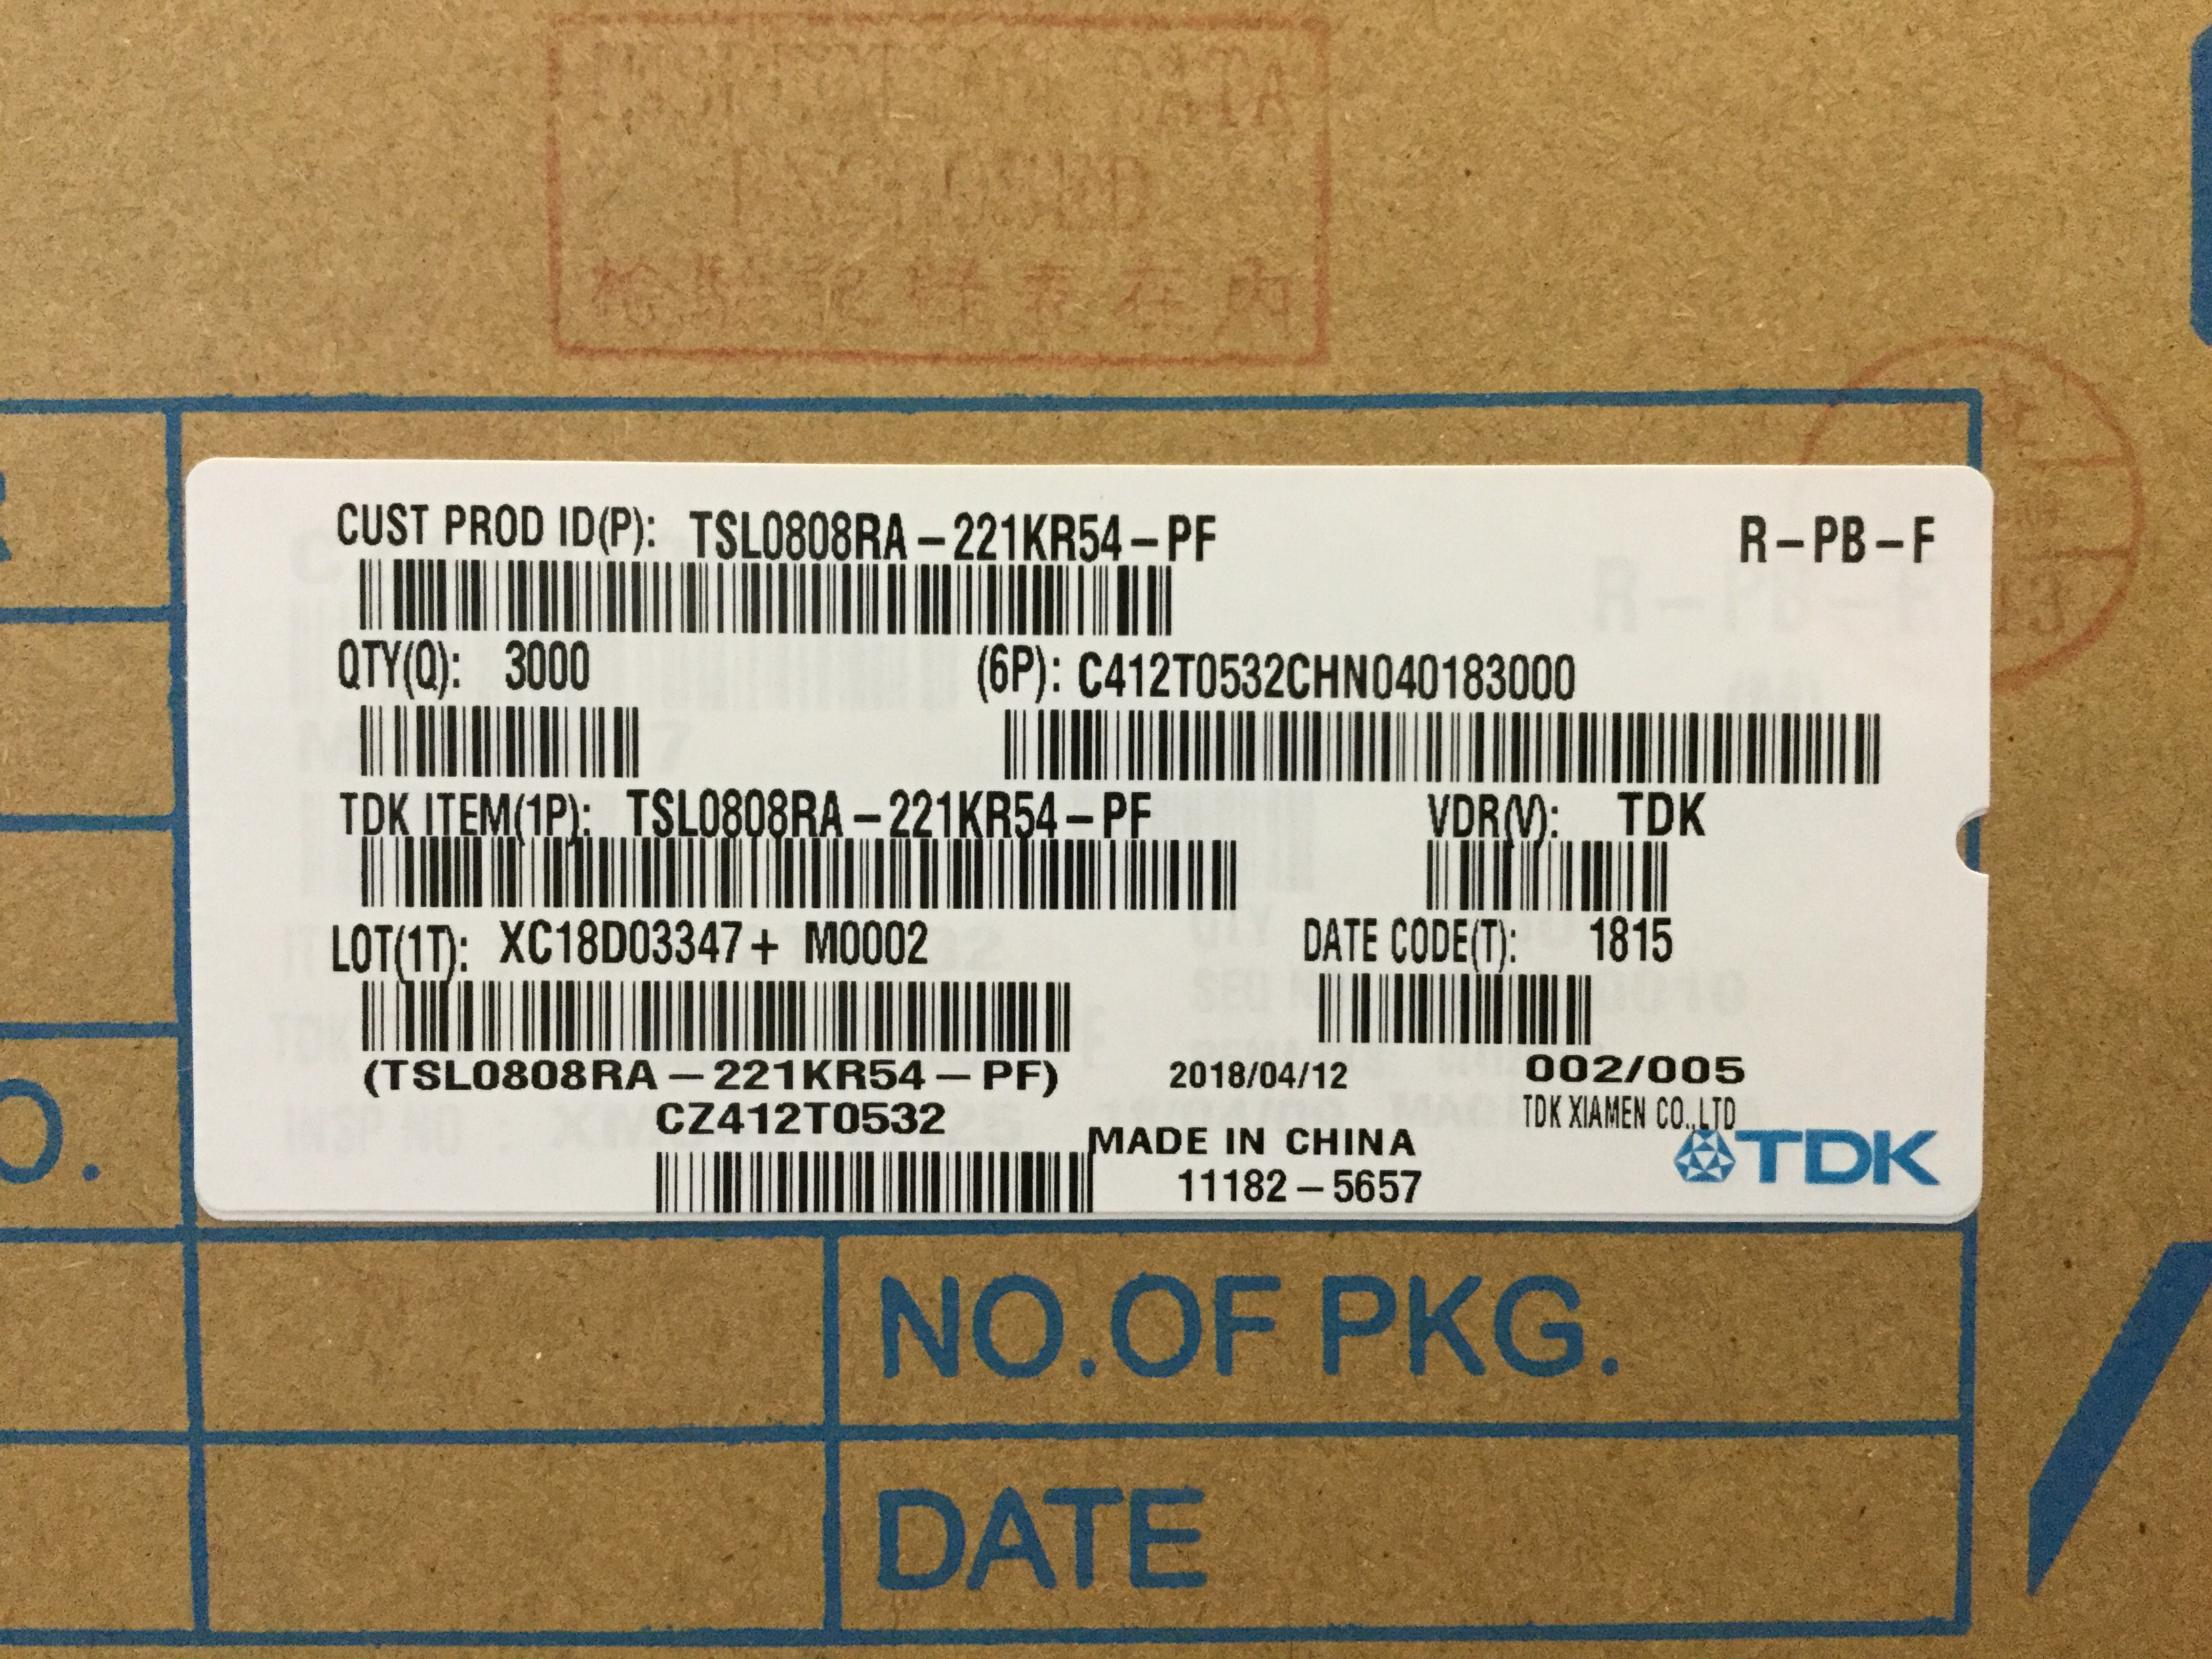 CUST PROD ID(P): TSL0808RA-221KR54-PF R-PB-F
QTY(Q): 3000 (6P): C412T0532CHN040183000
TDK ITEM(1P): TSL0808RA-221KR54-PF VDR(V): TDK
LOT(1T): XC18D03347+ M0002 DATE CODE(T): 1815
(TSL0808RA-221KR54-PF) 2018/04/12 002/005
CZ412T0532 TDK XIAMEN CO.,LTD
MADE IN CHINA TDK
11182-5657
O.
NO.OF PKG.
DATE